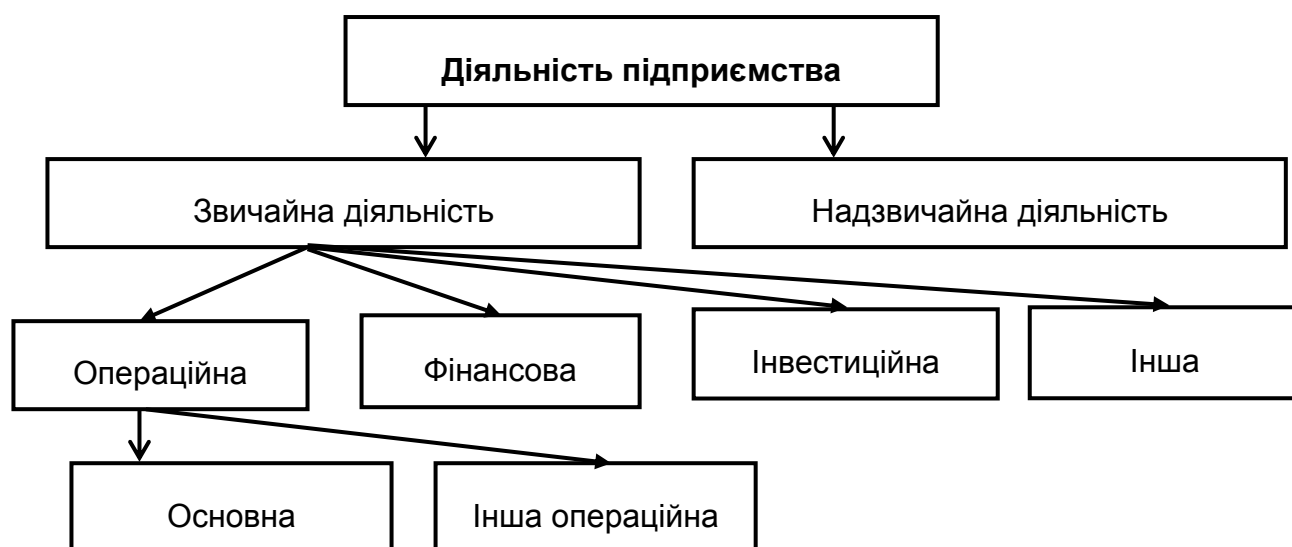 Діяльність підприємства
Звичайна діяльність
Надзвичайна діяльність
Операційна
Фінансова
Інвестиційна
Інша
Основна
Інша операційна